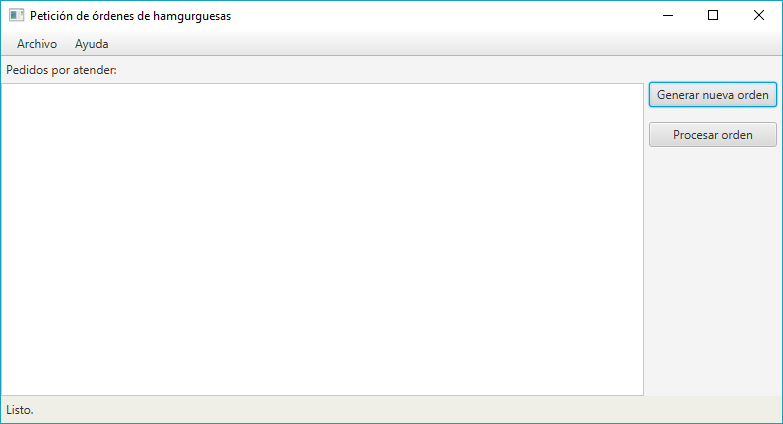 Petición de órdenes de hamgurguesas
Archivo Ayuda
Pedidos por atender:
Generar nueva orden
Procesar orden
Listo.